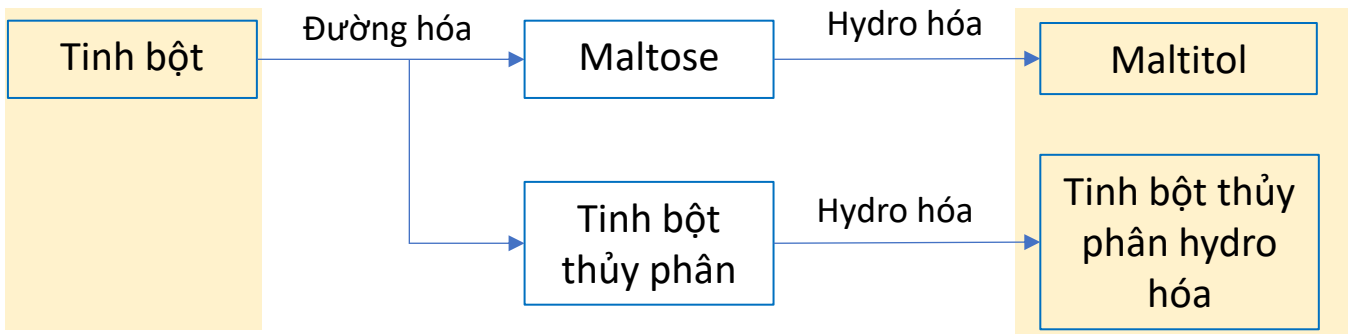 Tinh bột
Đường hóa
Maltose
Hydro hóa
Maltitol
Tinh bột
thủy phân
Hydro hóa
Tinh bột thủy
phân hydro
hóa